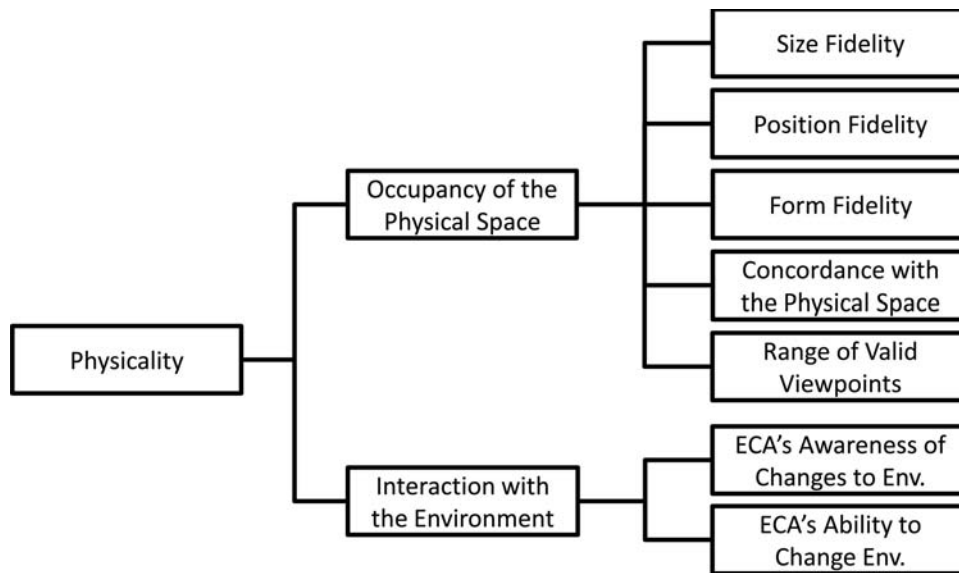 Size Fidelity
Position Fidelity
Occupancy of the
Physical Space
Form Fidelity
Concordance with
the Physical Space
Physicality
Range of Valid
Viewpoints
ECA's Awareness of
Changes to Env.
Interaction with
the Environment
ECA's Ability to
Change Env.